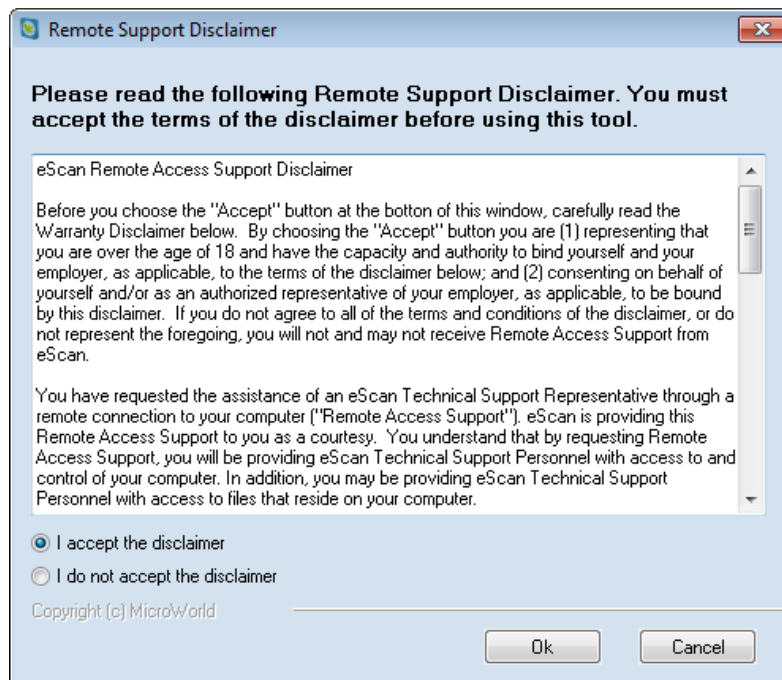 Remote Support Disclaimer
Please read the following Remote Support Disclaimer. You must
accept the terms of the disclaimer before using this tool.
eScan Remote Access Support Disclaimer
Before you choose the "Accept" button at the botton of this window, carefully read the
Warranty Disclaimer below.  By choosing the "Accept" button you are (1) representing that
you are over the age of 18 and have the capacity and authority to bind yourself and your
employer, as applicable, to the terms of the disclaimer below; and (2) consenting on behalf of
yourself and/or as an authorized representative of your employer, as applicable, to be bound
by this disclaimer.  If you do not agree to all of the terms and conditions of the disclaimer, or do
not represent the foregoing, you will not and may not receive Remote Access Support from
eScan.
You have requested the assistance of an eScan Technical Support Representative through a
remote connection to your computer ("Remote Access Support"). eScan is providing this
Remote Access Support to you as a courtesy.  You understand that by requesting Remote
Access Support, you will be providing eScan Technical Support Personnel with access to and
control of your computer. In addition, you may be providing eScan Technical Support
Personnel with access to files that reside on your computer.
I accept the disclaimer
I do not accept the disclaimer
Copyright (c) MicroWorld
Ok
Cancel